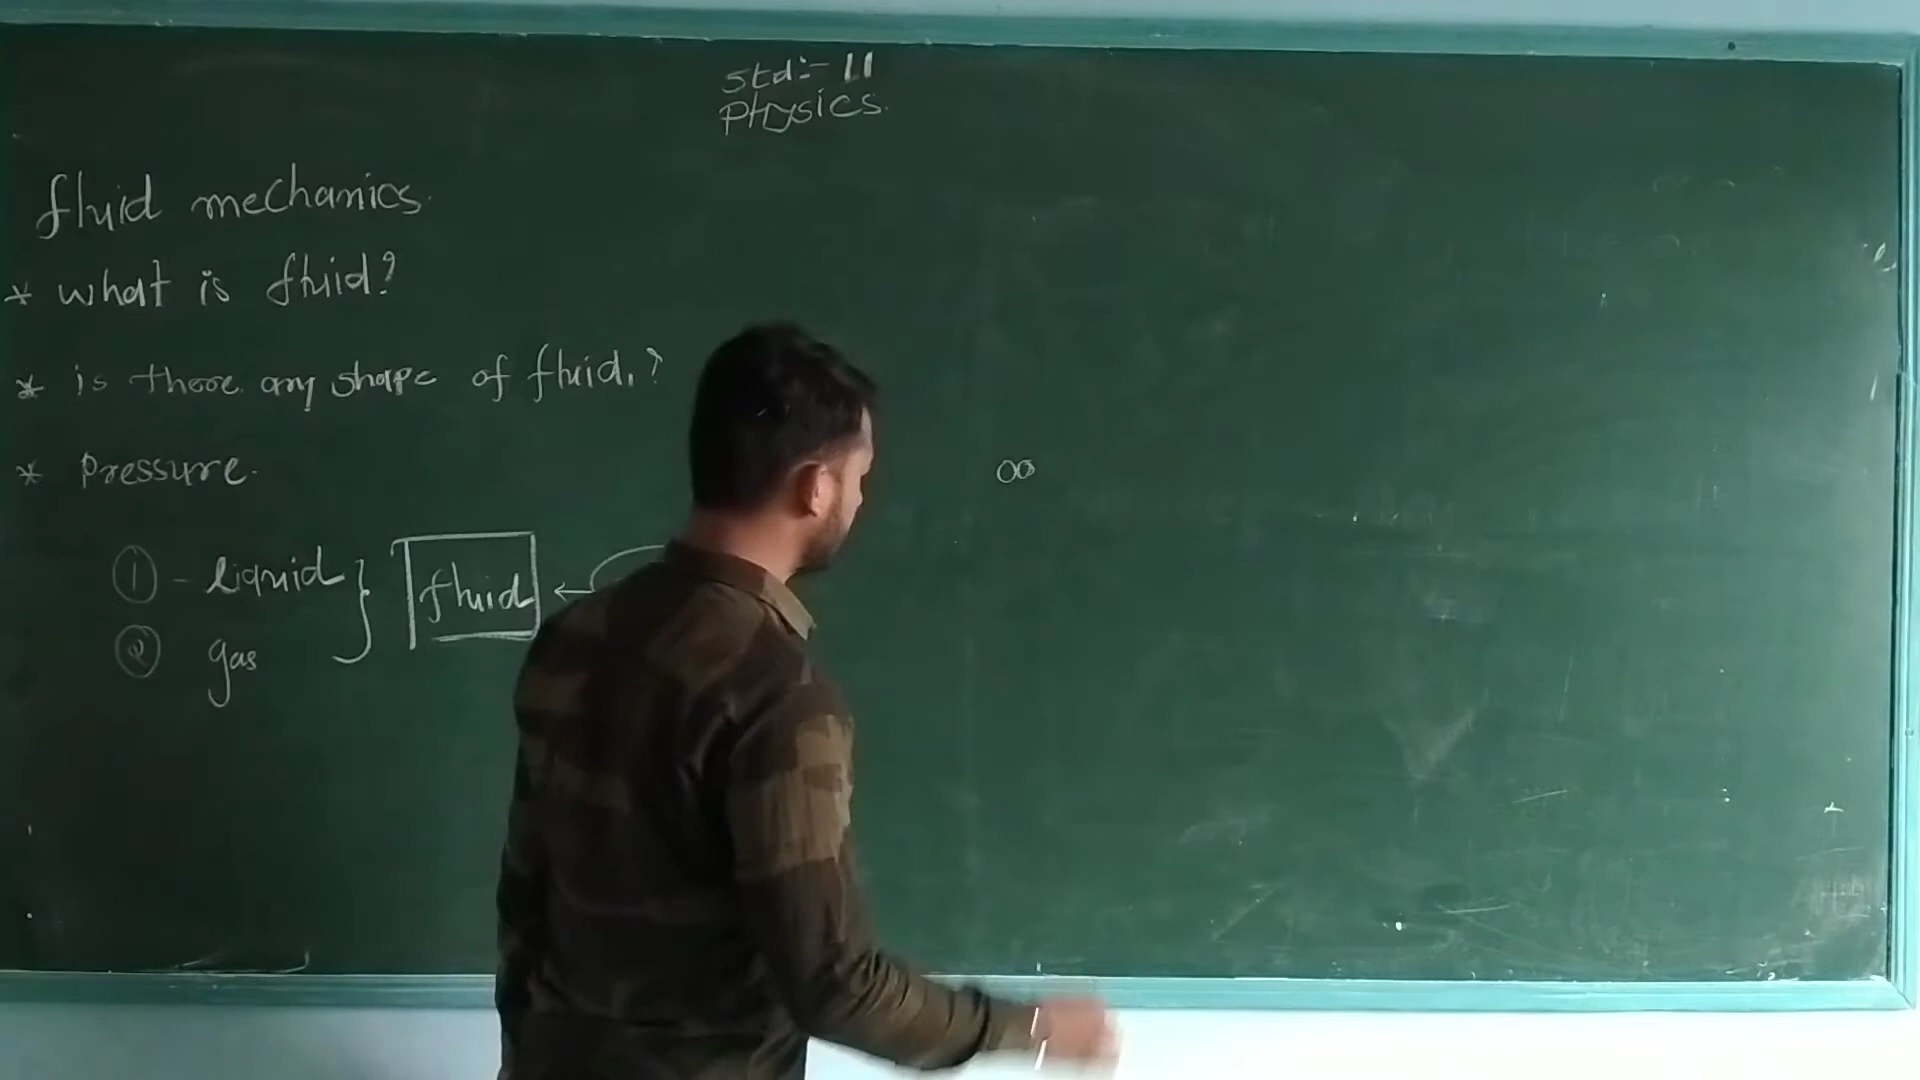 Std:- 11
Physics.
fluid mechanics.
* what is fluid?
* is there any shape of fluid.?
* Pressure.
① - Liquid } fluid ←
② gas